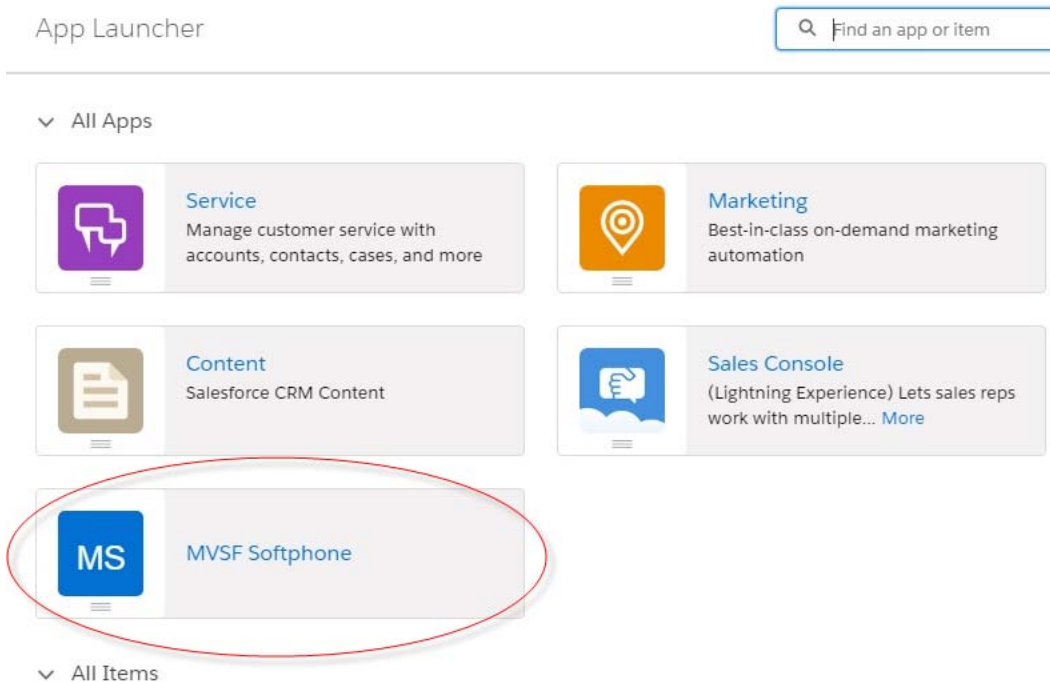 App Launcher
Find an app or item
All Apps
Service
Manage customer service with
accounts, contacts, cases, and more
Marketing
Best-in-class on-demand marketing
automation
Content
Salesforce CRM Content
Sales Console
(Lightning Experience) Lets sales reps
work with multiple... More
MS
MVSF Softphone
All Items